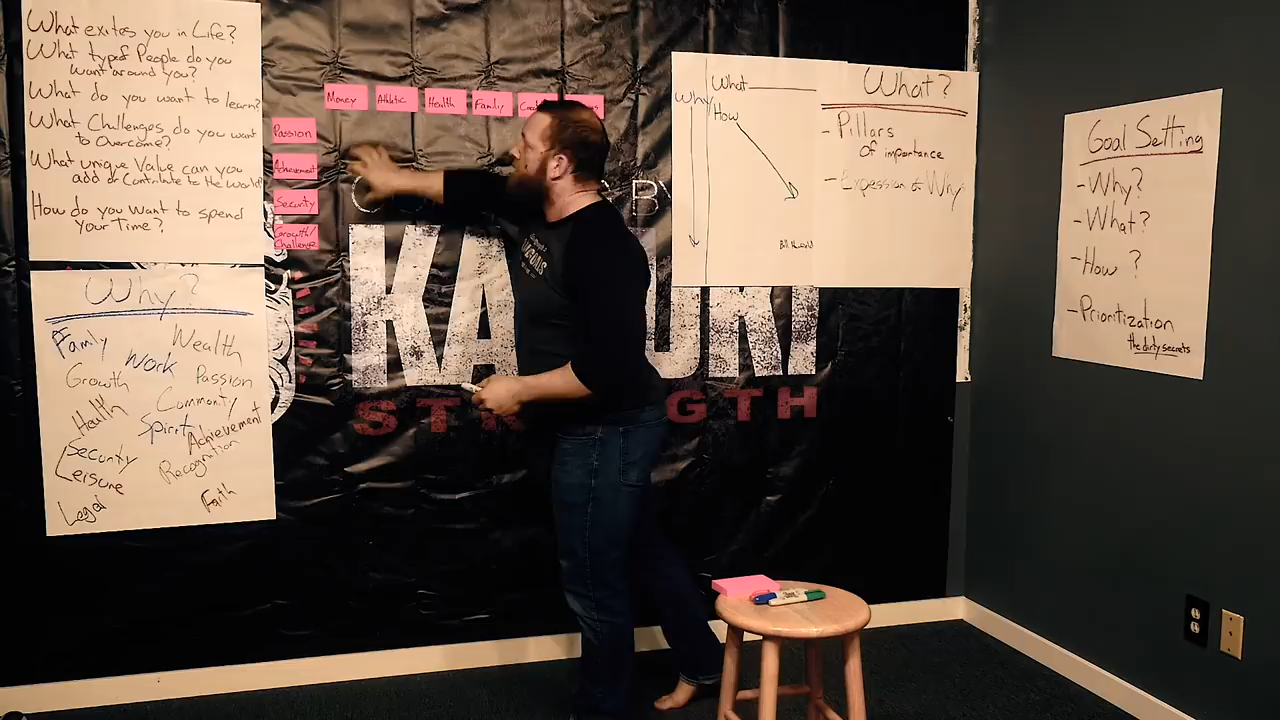 What exites you in Life?
What type of People do you
want around you?
What do you want to learn?
What Challenges do you want
to Overcome?
What unique Value can you
add or Contribute to the World?
How do you Want to spend
your Time?
Why?
Family
Wealth
Work
Growth
Passion
Health
Community
Spirit
Achievement
Security
Recognition
Leisure
Legal
Faith
Money
Athletic
Health
Family
Passion
Achievement
Security
Growth/
Challenge
BY
KA
UKI
ST
GTH
What
Why
How
What?
- Pillars
of importance
- Expession of Why
Goal Setting
- Why?
- What?
- How ?
- Prioritization
the dirty secrets